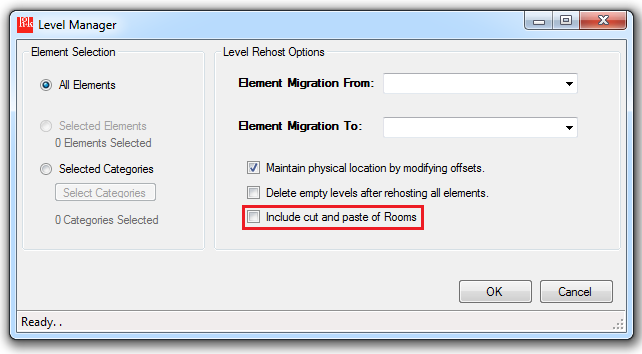 Level Manager
Element Selection
All Elements
Selected Elements
0 Elements Selected
Selected Categories
Select Categories
0 Categories Selected
Level Rehost Options
Element Migration From:
Element Migration To:
Maintain physical location by modifying offsets.
Delete empty levels after rehosting all elements.
Include cut and paste of Rooms
OK
Cancel
Ready. .